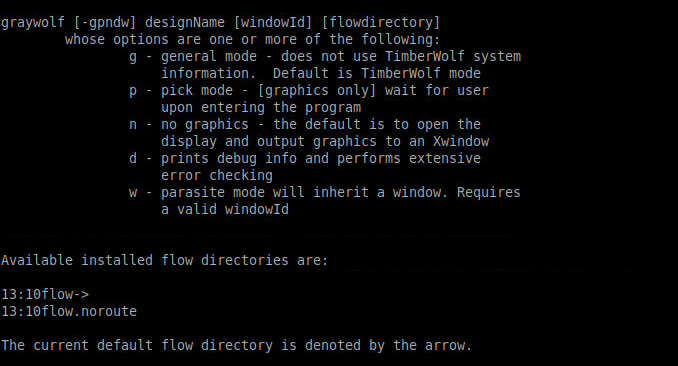 graywolf [-gpndw] designName [windowId] [flowdirectory]
whose options are one or more of the following:
g - general mode - does not use TimberWolf system
information.  Default is TimberWolf mode
p - pick mode - [graphics only] wait for user
upon entering the program
n - no graphics - the default is to open the
display and output graphics to an Xwindow
d - prints debug info and performs extensive
error checking
w - parasite mode will inherit a window. Requires
a valid windowId
Available installed flow directories are:
13:10flow->
13:10flow.noroute
The current default flow directory is denoted by the arrow.